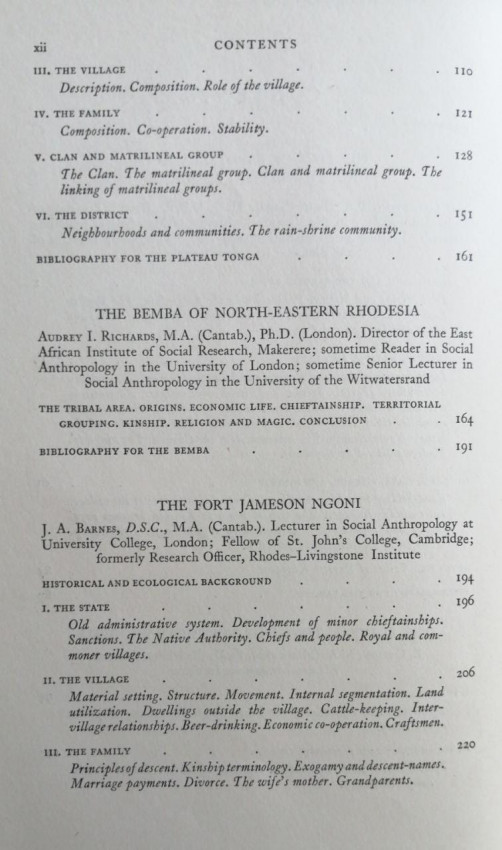 xii CONTENTS
III. THE VILLAGE . . . . . . . 110
Description. Composition. Role of the village.
IV. THE FAMILY . . . . . . . 121
Composition. Co-operation. Stability.
V. CLAN AND MATRILINEAL GROUP . . . . . 128
The Clan. The matrilineal group. Clan and matrilineal group. The
linking of matrilineal groups.
VI. THE DISTRICT . . . . . . . 151
Neighbourhoods and communities. The rain-shrine community.
BIBLIOGRAPHY FOR THE PLATEAU TONGA . . . . 161
THE BEMBA OF NORTH-EASTERN RHODESIA
AUDREY I. RICHARDS, M.A. (Cantab.), Ph.D. (London). Director of the East
African Institute of Social Research, Makerere; sometime Reader in Social
Anthropology in the University of London; sometime Senior Lecturer in
Social Anthropology in the University of the Witwatersrand
THE TRIBAL AREA. ORIGINS. ECONOMIC LIFE. CHIEFTAINSHIP. TERRITORIAL
GROUPING. KINSHIP. RELIGION AND MAGIC. CONCLUSION . . 164
BIBLIOGRAPHY FOR THE BEMBA . . . . . 191
THE FORT JAMESON NGONI
J. A. BARNES, D.S.C., M.A. (Cantab.). Lecturer in Social Anthropology at
University College, London; Fellow of St. John's College, Cambridge;
formerly Research Officer, Rhodes–Livingstone Institute
HISTORICAL AND ECOLOGICAL BACKGROUND . . . . 194
I. THE STATE . . . . . . . 196
Old administrative system. Development of minor chieftainships.
Sanctions. The Native Authority. Chiefs and people. Royal and com-
moner villages.
II. THE VILLAGE . . . . . . . 206
Material setting. Structure. Movement. Internal segmentation. Land
utilization. Dwellings outside the village. Cattle-keeping. Inter-
village relationships. Beer-drinking. Economic co-operation. Craftsmen.
III. THE FAMILY . . . . . . . 220
Principles of descent. Kinship terminology. Exogamy and descent-names.
Marriage payments. Divorce. The wife's mother. Grandparents.